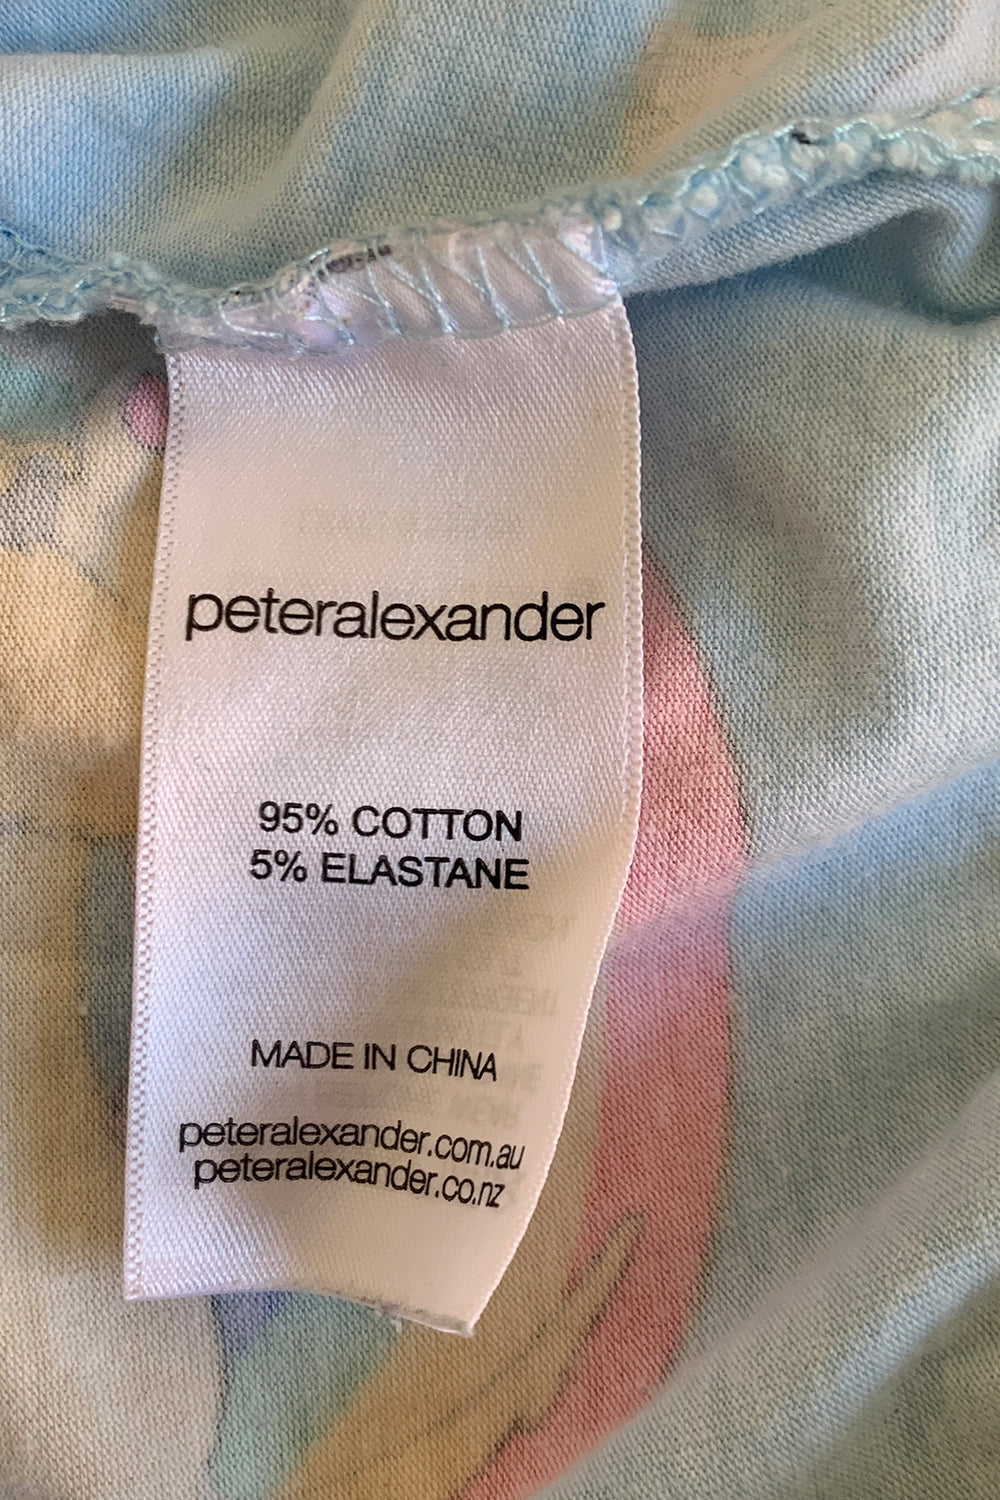 peteralexander
95% COTTON
5% ELASTANE
MADE IN CHINA
peteralexander.com.au
peteralexander.co.nz